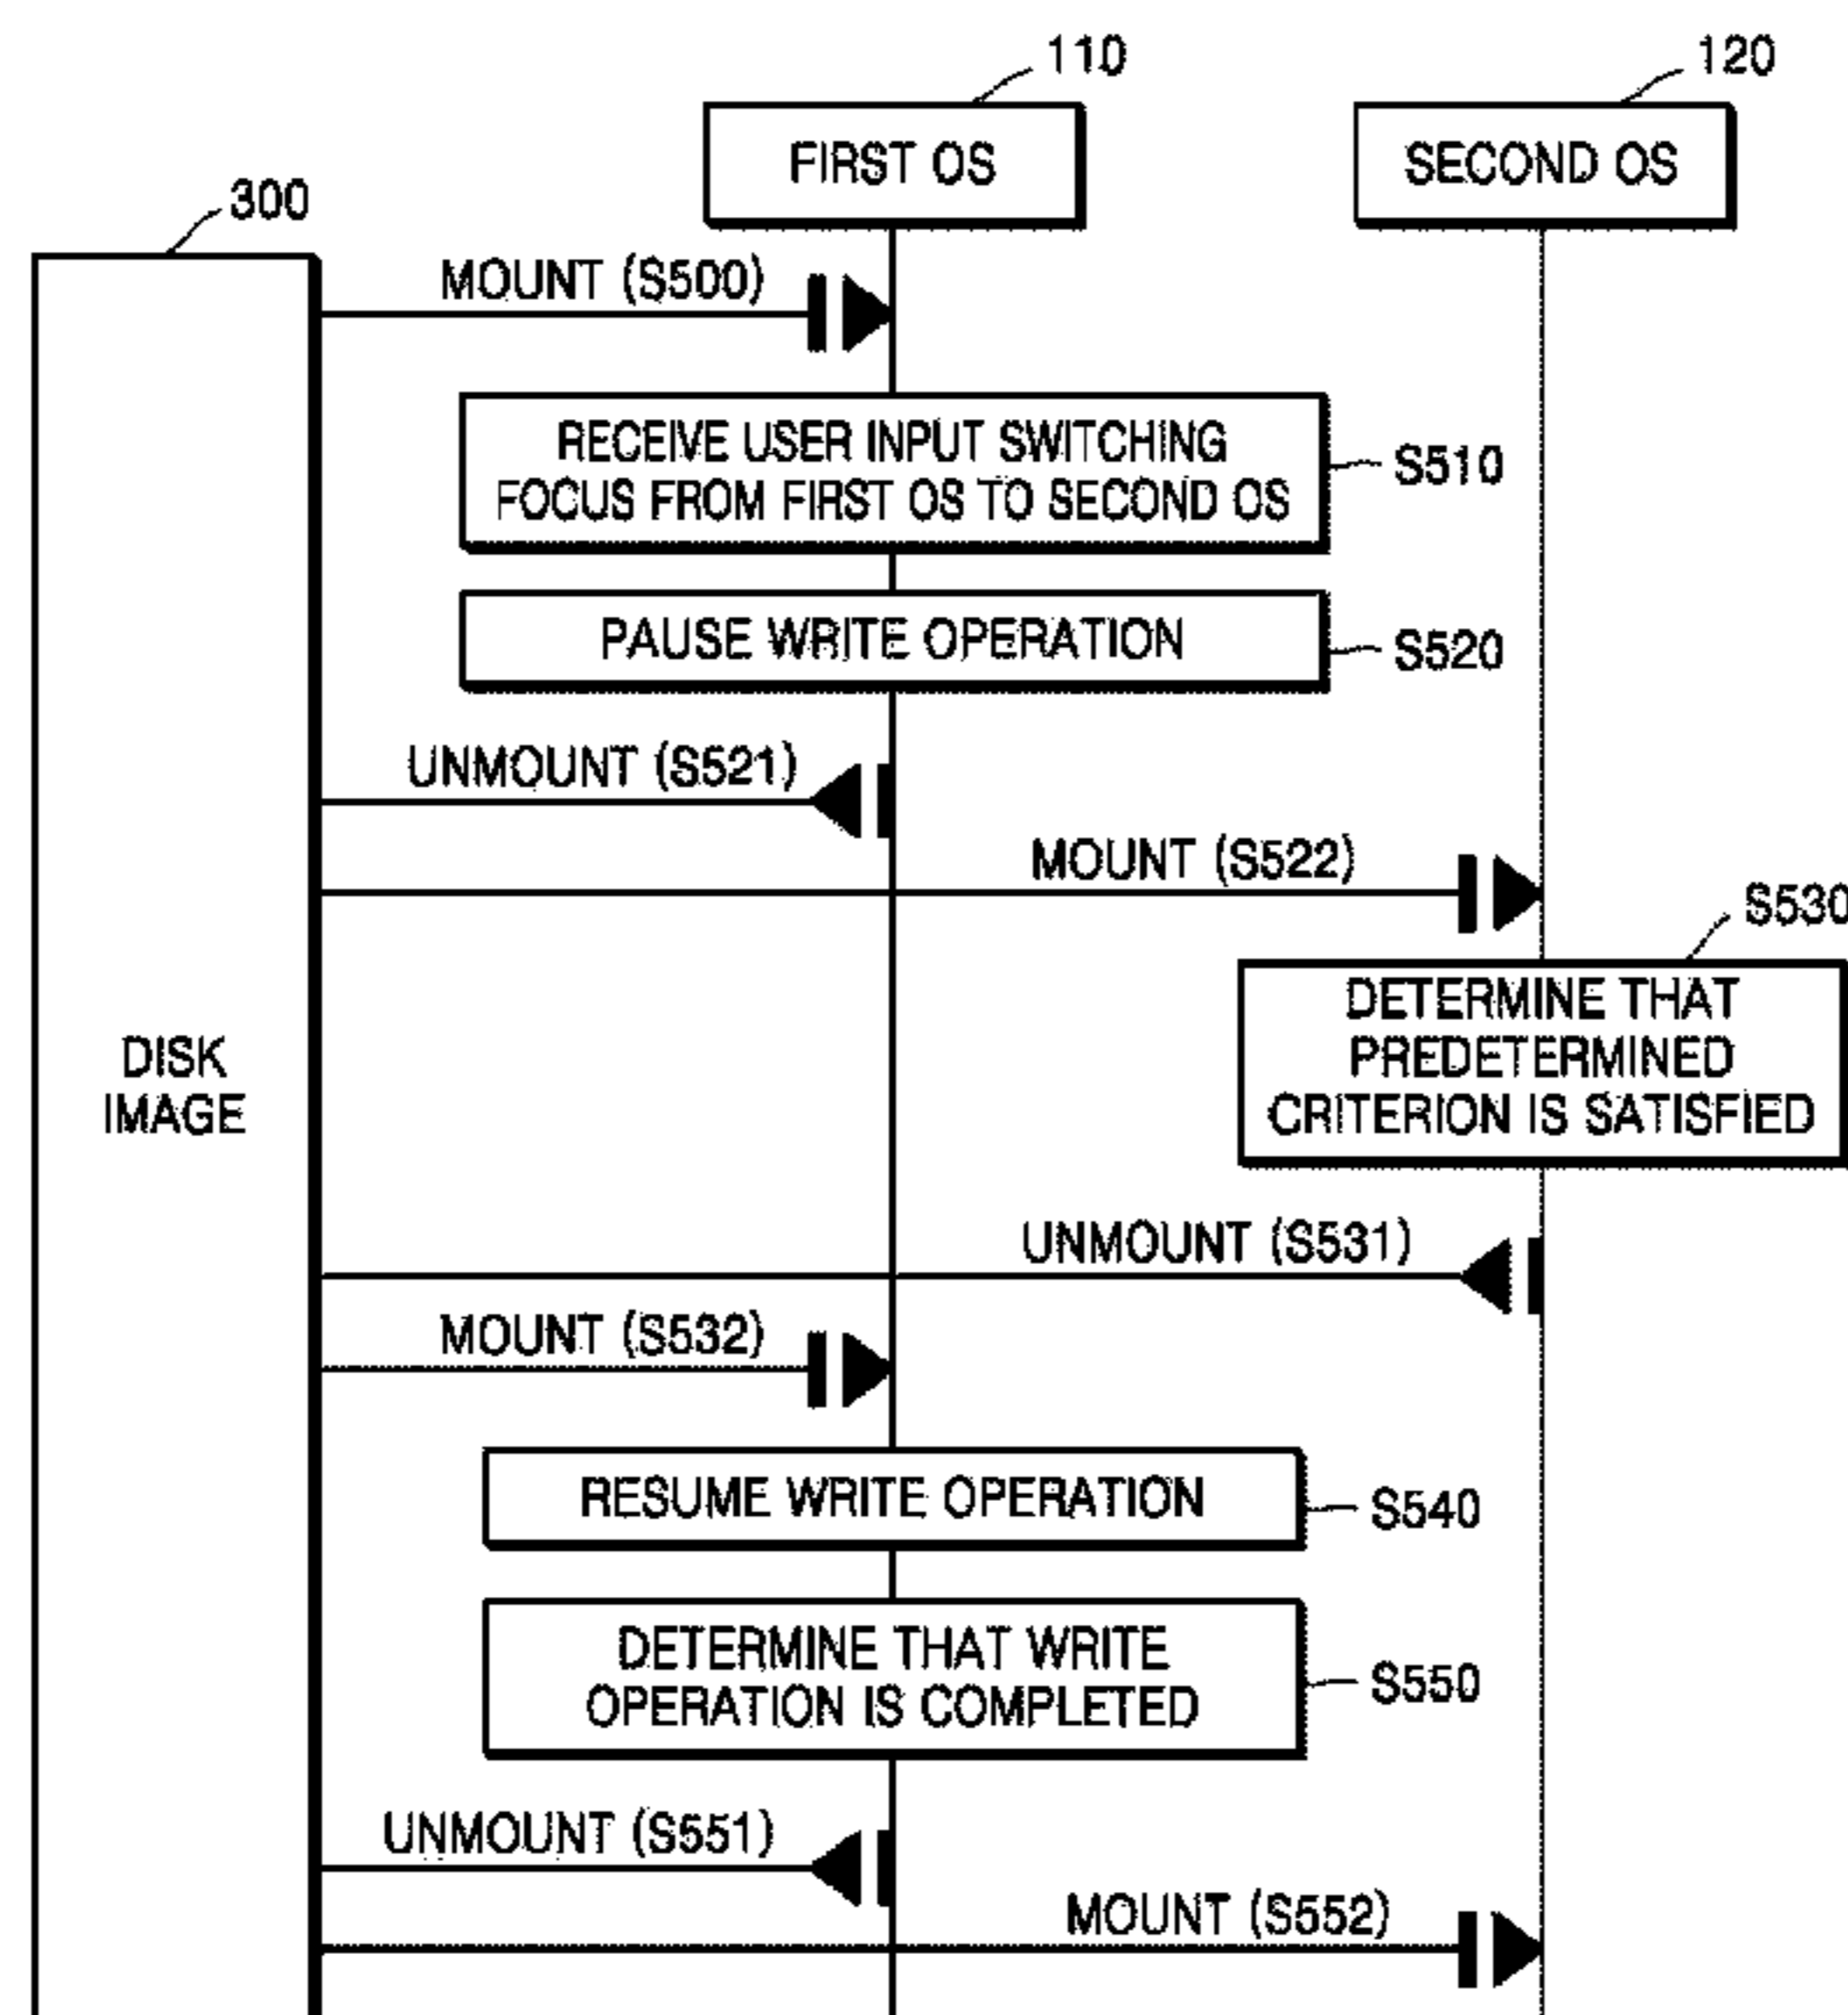 110
120
FIRST OS
SECOND OS
300
MOUNT (S500)
RECEIVE USER INPUT SWITCHING
FOCUS FROM FIRST OS TO SECOND OS
S510
PAUSE WRITE OPERATION
S520
UNMOUNT (S521)
MOUNT (S522)
S530
DETERMINE THAT
PREDETERMINED
CRITERION IS SATISFIED
DISK
IMAGE
UNMOUNT (S531)
MOUNT (S532)
RESUME WRITE OPERATION
S540
DETERMINE THAT WRITE
OPERATION IS COMPLETED
S550
UNMOUNT (S551)
MOUNT (S552)